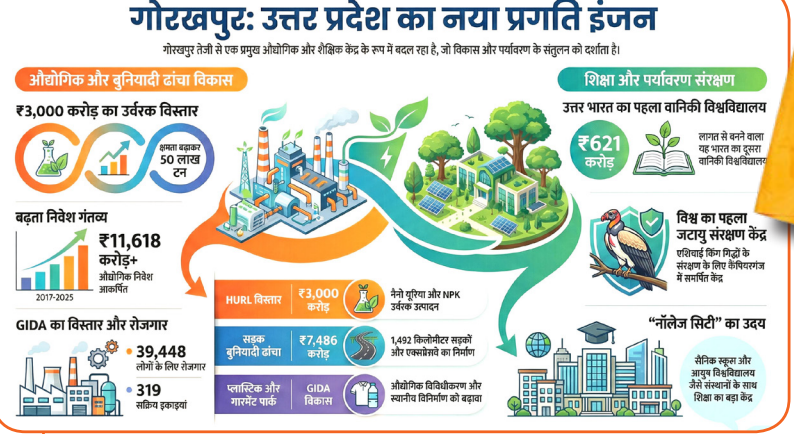 गोरखपुर: उत्तर प्रदेश का नया प्रगति इंजन
गोरखपुर तेजी से एक प्रमुख औद्योगिक और शैक्षिक केंद्र के रूप में बदल रहा है, जो विकास और पर्यावरण के संतुलन को दर्शाता है।
औद्योगिक और बुनियादी ढांचा विकास
₹3,000 करोड़ का उर्वरक विस्तार
क्षमता बढ़ाकर
50 लाख
टन
बढ़ता निवेश गंतव्य
₹11,618
करोड़+
औद्योगिक निवेश
आकर्षित
2017-2025
GIDA का विस्तार और रोजगार
39,448
लोगों के लिए रोजगार
319
सक्रिय इकाइयां
HURL विस्तार
₹3,000
करोड़
नैनो यूरिया और NPK
उर्वरक उत्पादन
सड़क
बुनियादी ढांचा
₹7,486
करोड़
1,492 किलोमीटर सड़कों
और एक्सप्रेसवे का निर्माण
प्लास्टिक और
गारमेंट पार्क
GIDA
विकास
औद्योगिक विविधीकरण और
स्थानीय विनिर्माण को बढ़ावा
शिक्षा और पर्यावरण संरक्षण
उत्तर भारत का पहला वानिकी विश्वविद्यालय
₹621
करोड़
लागत से बनने वाला
यह भारत का दूसरा
वानिकी विश्वविद्यालय
विश्व का पहला
जटायु संरक्षण केंद्र
एशियाई किंग गिद्धों के
संरक्षण के लिए कैंपियरगंज
में समर्पित केंद्र
“नॉलेज सिटी” का उदय
सैनिक स्कूल और
आयुष विश्वविद्यालय
जैसे संस्थानों के साथ
शिक्षा का बड़ा केंद्र